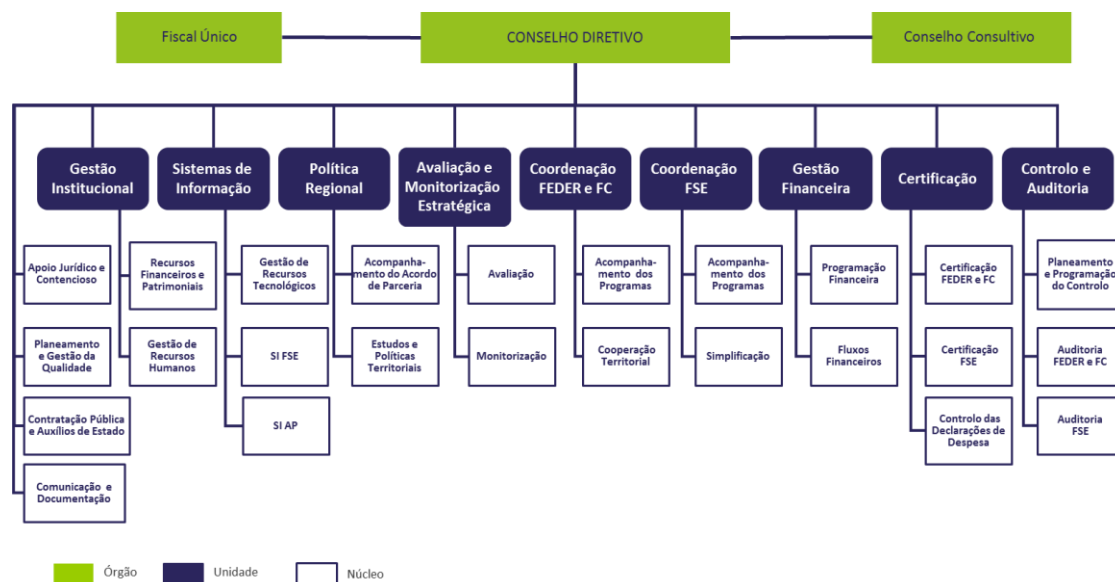 Fiscal Único
CONSELHO DIRETIVO
Conselho Consultivo
Gestão
Institucional
Sistemas de
Informação
Política
Regional
Avaliação e
Monitorização
Estratégica
Coordenação
FEDER e FC
Coordenação
FSE
Gestão
Financeira
Certificação
Controlo e
Auditoria
Apoio Jurídico e
Contencioso
Recursos
Financeiros e
Patrimoniais
Gestão de
Recursos
Tecnológicos
Acompanha-
mento do Acordo
de Parceria
Avaliação
Acompanha-
mento dos
Programas
Acompanha-
mento dos
Programas
Programação
Financeira
Certificação
FEDER e FC
Planeamento
e Programação
do Controlo
Planeamento
e Gestão da
Qualidade
Gestão de
Recursos
Humanos
SI FSE
Estudos e
Políticas
Territoriais
Monitorização
Cooperação
Territorial
Simplificação
Fluxos
Financeiros
Certificação
FSE
Auditoria
FEDER e FC
Contratação Pública
e Auxílios de Estado
SI AP
Controlo das
Declarações de
Despesa
Auditoria
FSE
Comunicação e
Documentação
Órgão
Unidade
Núcleo